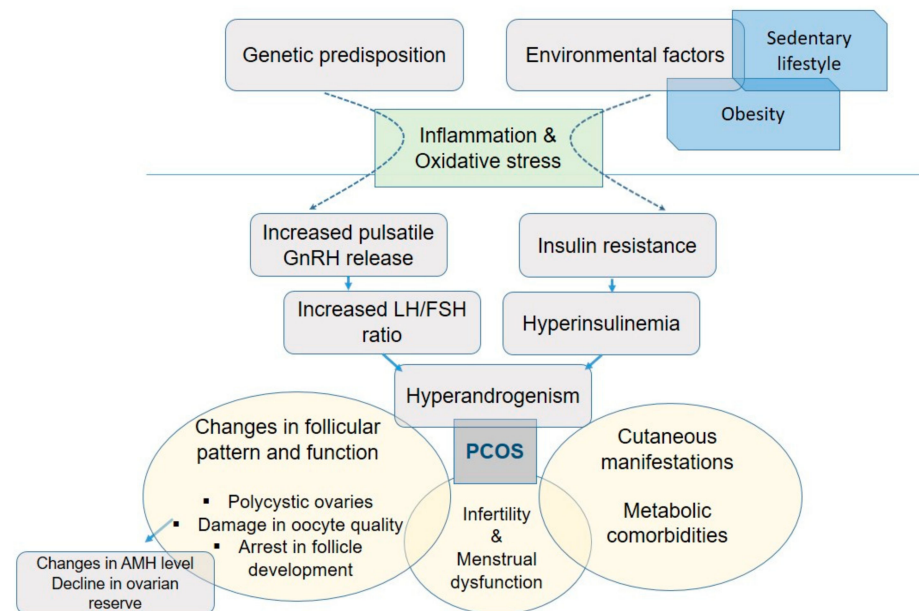 Genetic predisposition
Environmental factors
Sedentary
lifestyle
Obesity
Inflammation &
Oxidative stress
Increased pulsatile
GnRH release
Insulin resistance
Increased LH/FSH
ratio
Hyperinsulinemia
Hyperandrogenism
PCOS
Changes in follicular
pattern and function
▪ Polycystic ovaries
▪ Damage in oocyte quality
▪ Arrest in follicle
development
Infertility
&
Menstrual
dysfunction
Cutaneous
manifestations
Metabolic
comorbidities
Changes in AMH level
Decline in ovarian
reserve